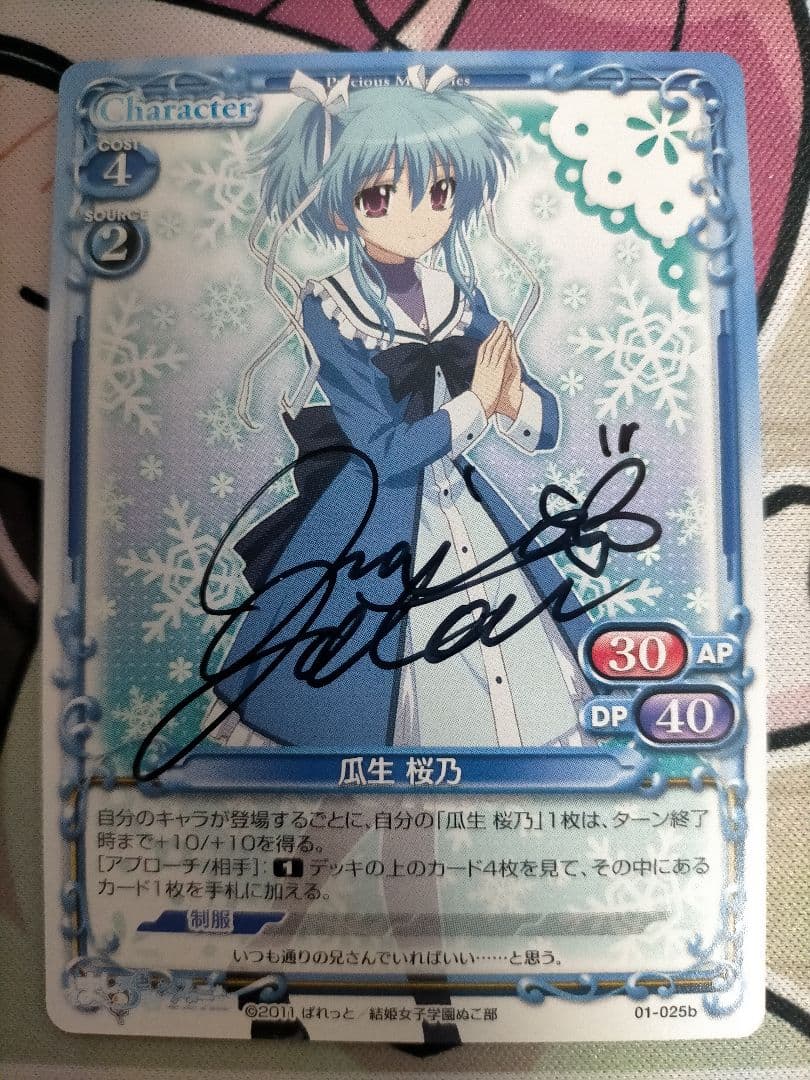 Precious Memories
Character
COST
4
SOURCE
2
30 AP
DP 40
瓜生 桜乃
自分のキャラが登場するごとに、自分の「瓜生 桜乃」1枚は、ターン終了
時まで+10/+10を得る。
[アプローチ/相手]：1 デッキの上のカード4枚を見て、その中にある
カード1枚を手札に加える。
制服
いつも通りの兄さんでいればいい……と思う。
©2011 ぱれっと／結姫女子学園ぬこ部
01-025b